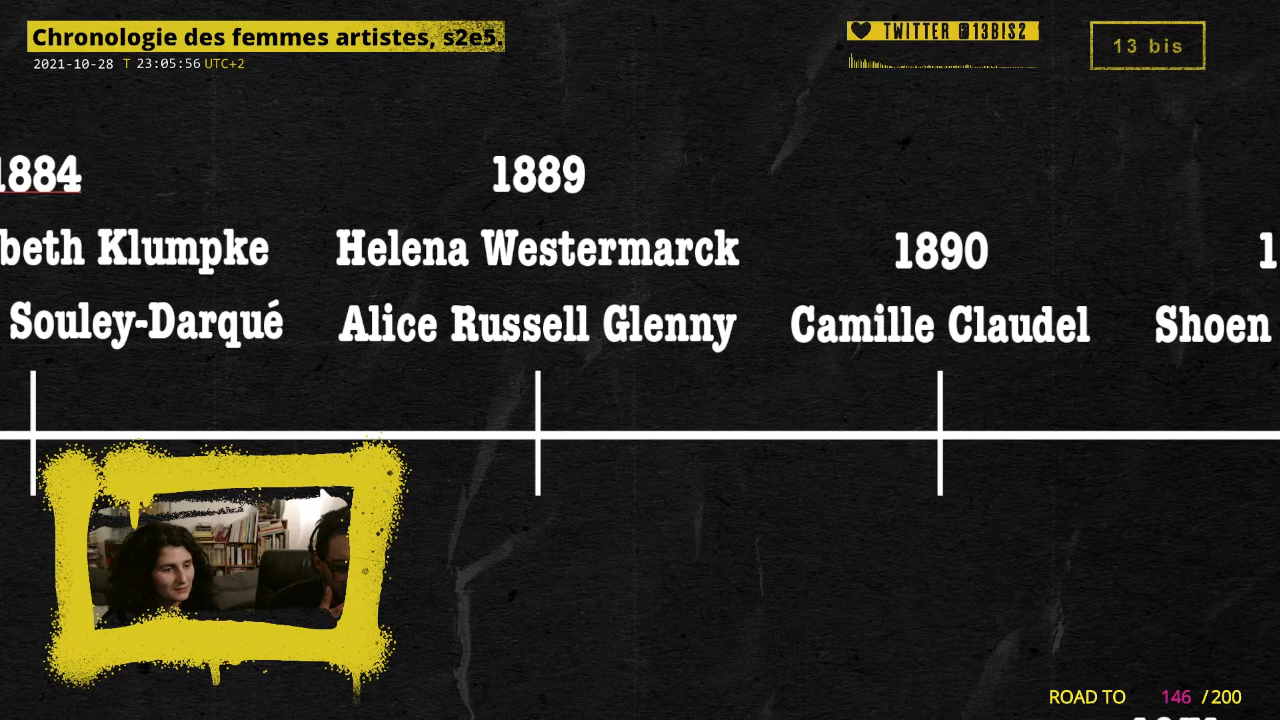 Chronologie des femmes artistes, s2e5
2021-10-28 T 23:05:56 UTC+2
TWITTER @13BIS2
13 bis
1884
beth Klumpke
Souley-Darqué
1889
Helena Westermarck
Alice Russell Glenny
1890
Camille Claudel
1
Shoen
ROAD TO 146 / 200